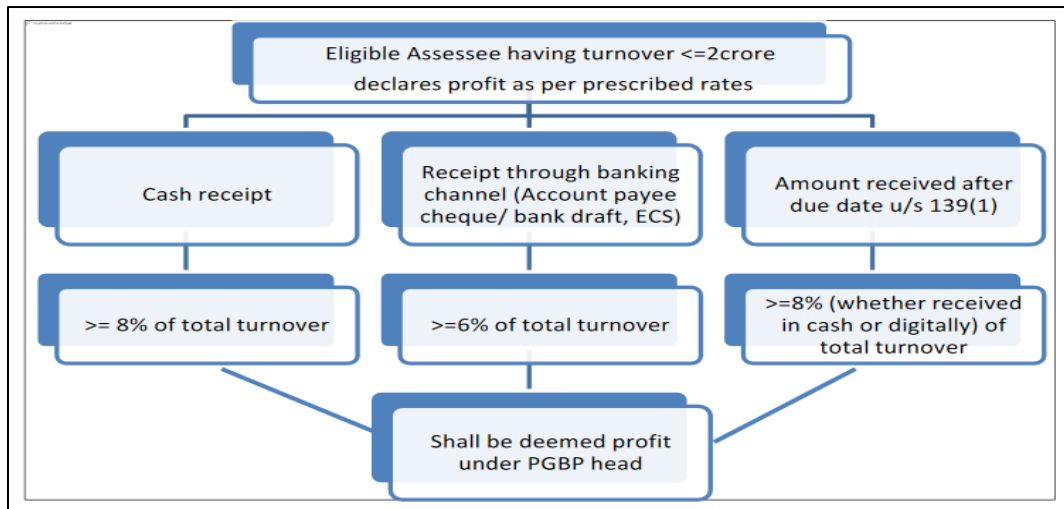 Eligible Assessee having turnover <=2crore
declares profit as per prescribed rates
Cash receipt
Receipt through banking
channel (Account payee
cheque/ bank draft, ECS)
Amount received after
due date u/s 139(1)
>= 8% of total turnover
>=6% of total turnover
>=8% (whether received
in cash or digitally) of
total turnover
Shall be deemed profit
under PGBP head